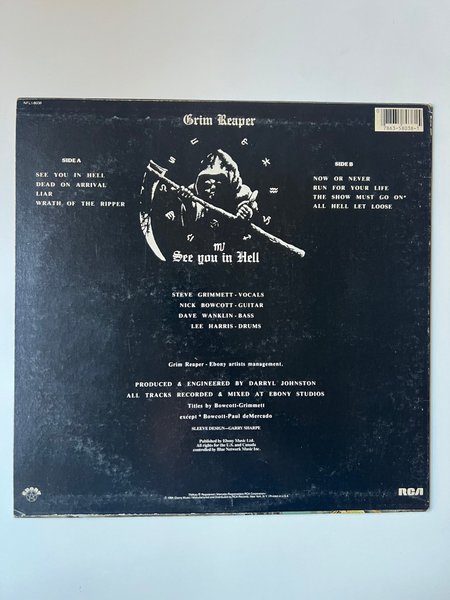 NFL1-8038
Grim Reaper
7863-58038-1
SIDE A
SEE YOU IN HELL
DEAD ON ARRIVAL
LIAR
WRATH OF THE RIPPER
SIDE B
NOW OR NEVER
RUN FOR YOUR LIFE
THE SHOW MUST GO ON*
ALL HELL LET LOOSE
See you in Hell
STEVE GRIMMETT-VOCALS
NICK BOWCOTT-GUITAR
DAVE WANKLIN-BASS
LEE HARRIS-DRUMS
Grim Reaper - Ebony artists management.
PRODUCED & ENGINEERED BY DARRYL JOHNSTON
ALL TRACKS RECORDED & MIXED AT EBONY STUDIOS
Titles by Bowcott-Grimmett
except * Bowcott-Paul deMercado
SLEEVE DESIGN—GARRY SHARPE
Published by Ebony Music Ltd.
All rights for the U.S. and Canada
controlled by Blue Network Music Inc.
RCA